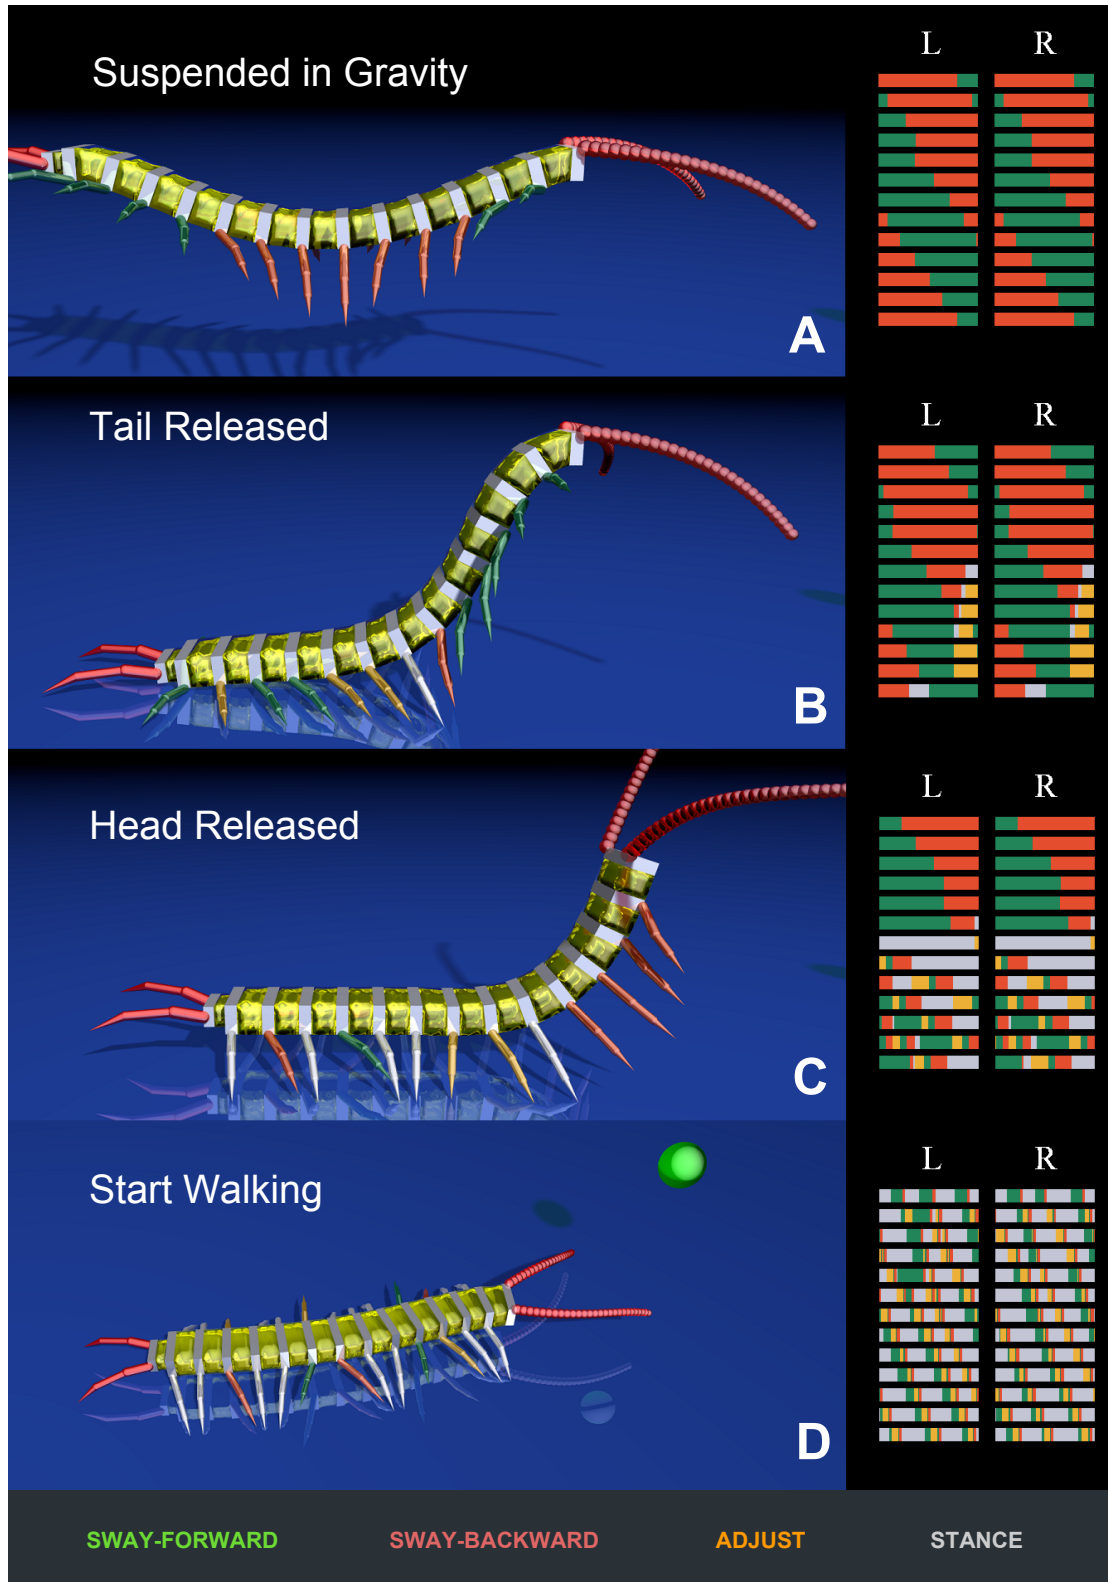 Suspended in Gravity
L R
A
Tail Released
L R
B
Head Released
L R
C
Start Walking
L R
D
SWAY-FORWARD SWAY-BACKWARD ADJUST STANCE